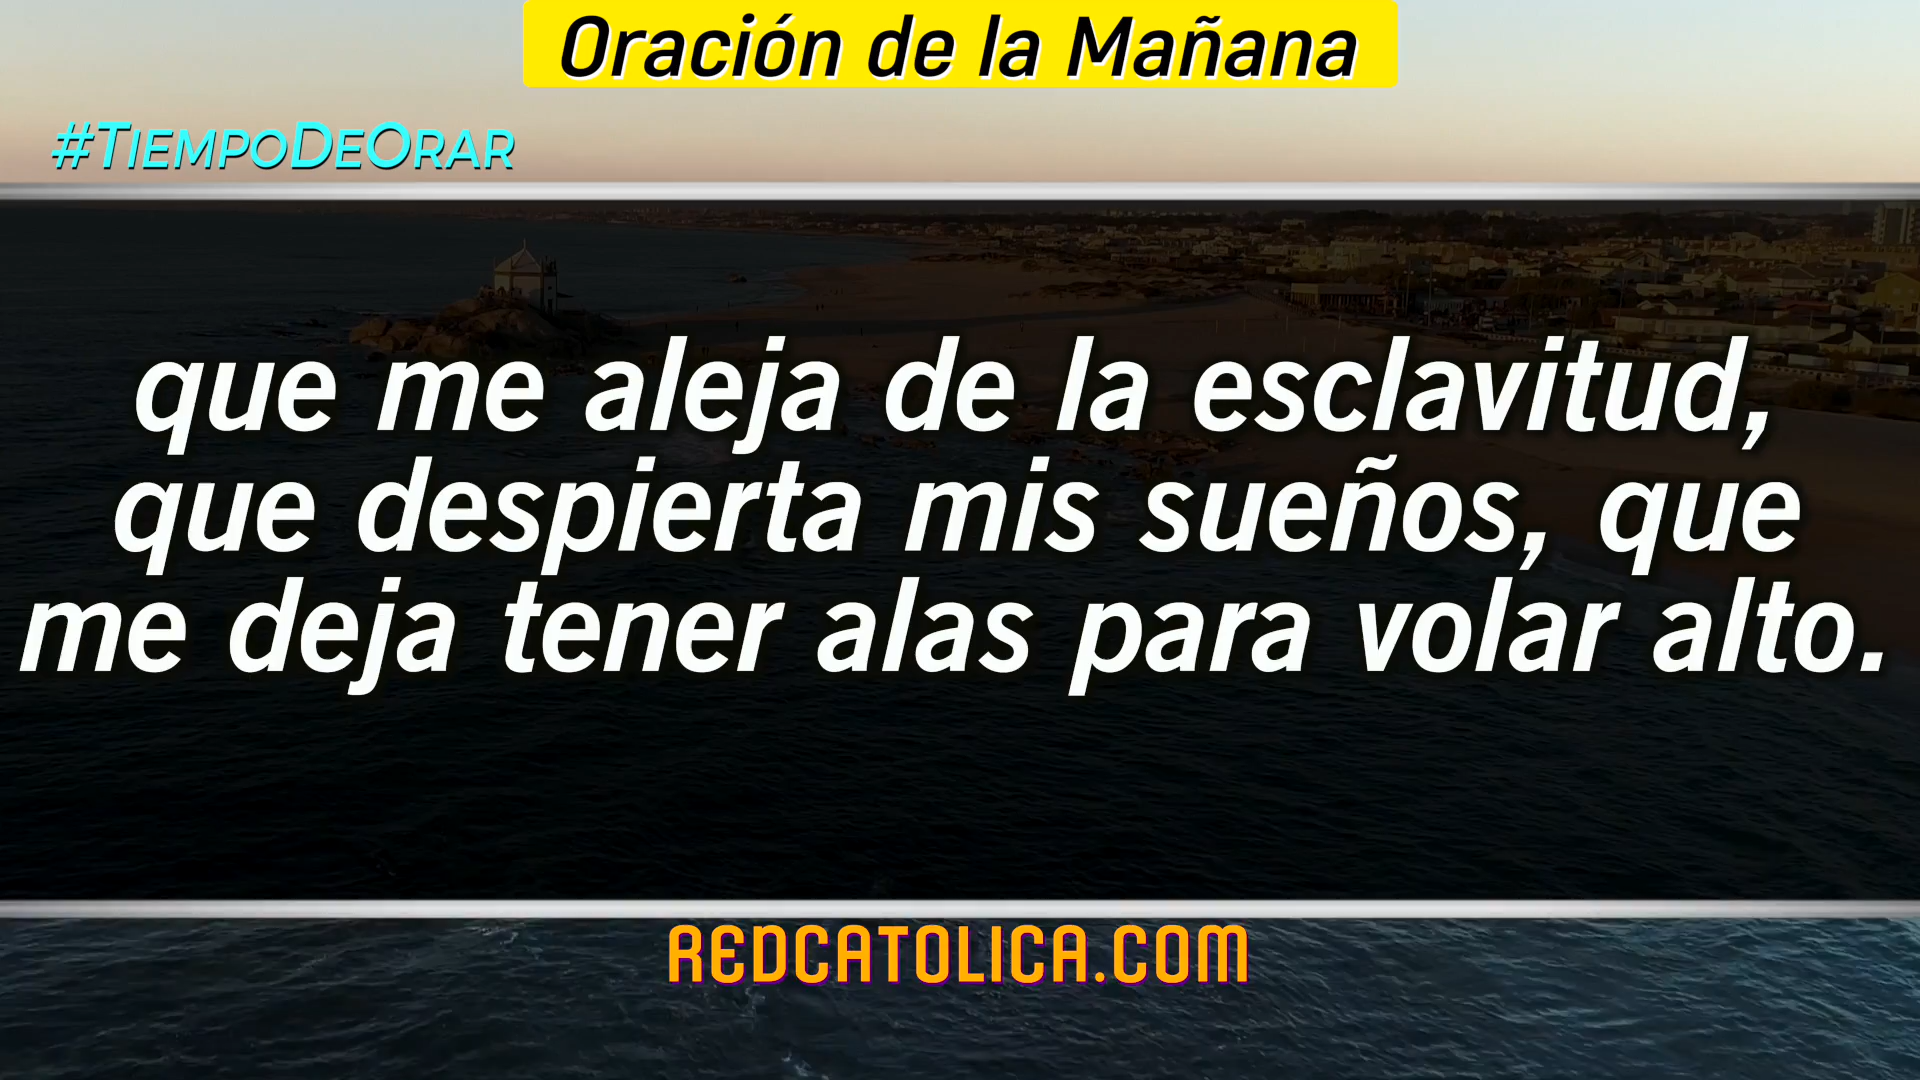 Oración de la Mañana
#TiempoDeOrar
que me aleja de la esclavitud,
que despierta mis sueños, que
me deja tener alas para volar alto.
REDCATOLICA.COM